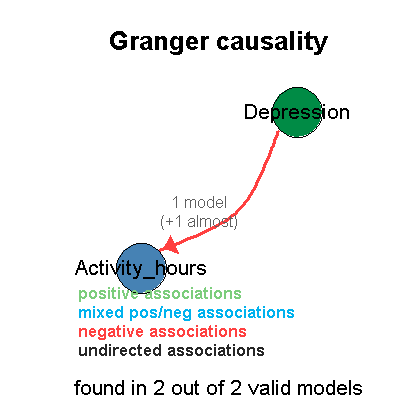 Granger causality
Depression
1 model
(+1 almost)
Activity_hours
positive associations
mixed pos/neg associations
negative associations
undirected associations
found in 2 out of 2 valid models